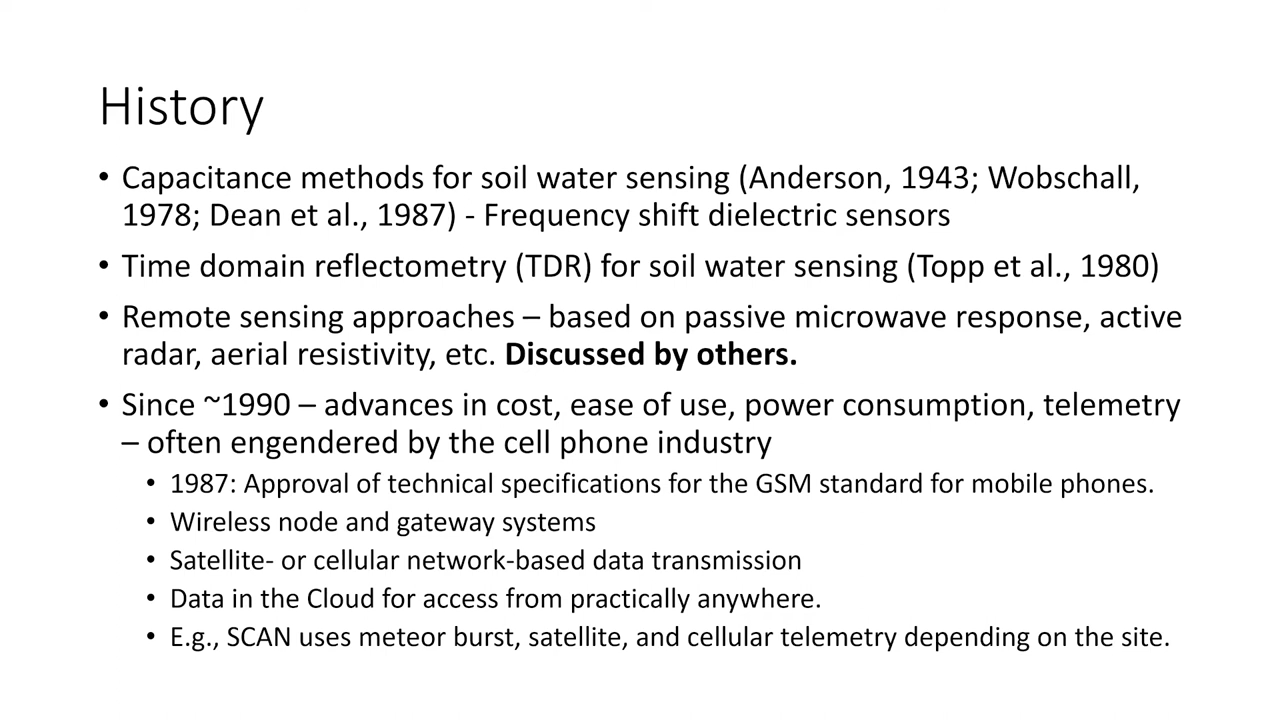 History
• Capacitance methods for soil water sensing (Anderson, 1943; Wobschall,
1978; Dean et al., 1987) - Frequency shift dielectric sensors
• Time domain reflectometry (TDR) for soil water sensing (Topp et al., 1980)
• Remote sensing approaches – based on passive microwave response, active
radar, aerial resistivity, etc. Discussed by others.
• Since ~1990 – advances in cost, ease of use, power consumption, telemetry
– often engendered by the cell phone industry
• 1987: Approval of technical specifications for the GSM standard for mobile phones.
• Wireless node and gateway systems
• Satellite- or cellular network-based data transmission
• Data in the Cloud for access from practically anywhere.
• E.g., SCAN uses meteor burst, satellite, and cellular telemetry depending on the site.